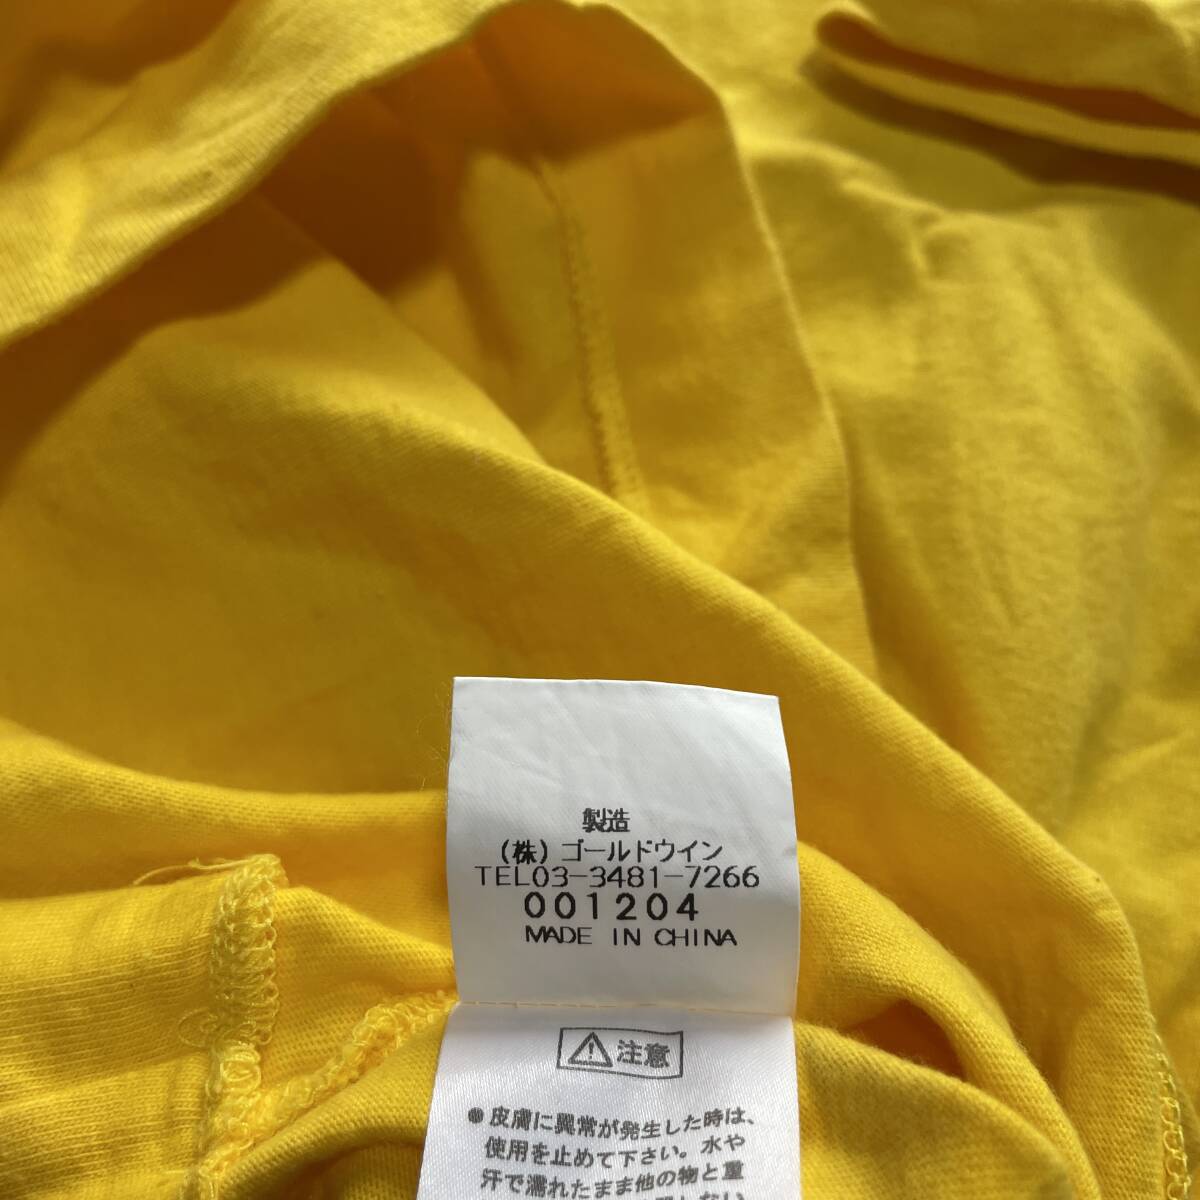 製造
(株)ゴールドウイン
TEL03-3481-7266
001204
MADE IN CHINA
注意
●皮膚に異常が発生した時は、
使用を止めて下さい。水や
汗で濡れたまま他の物と重